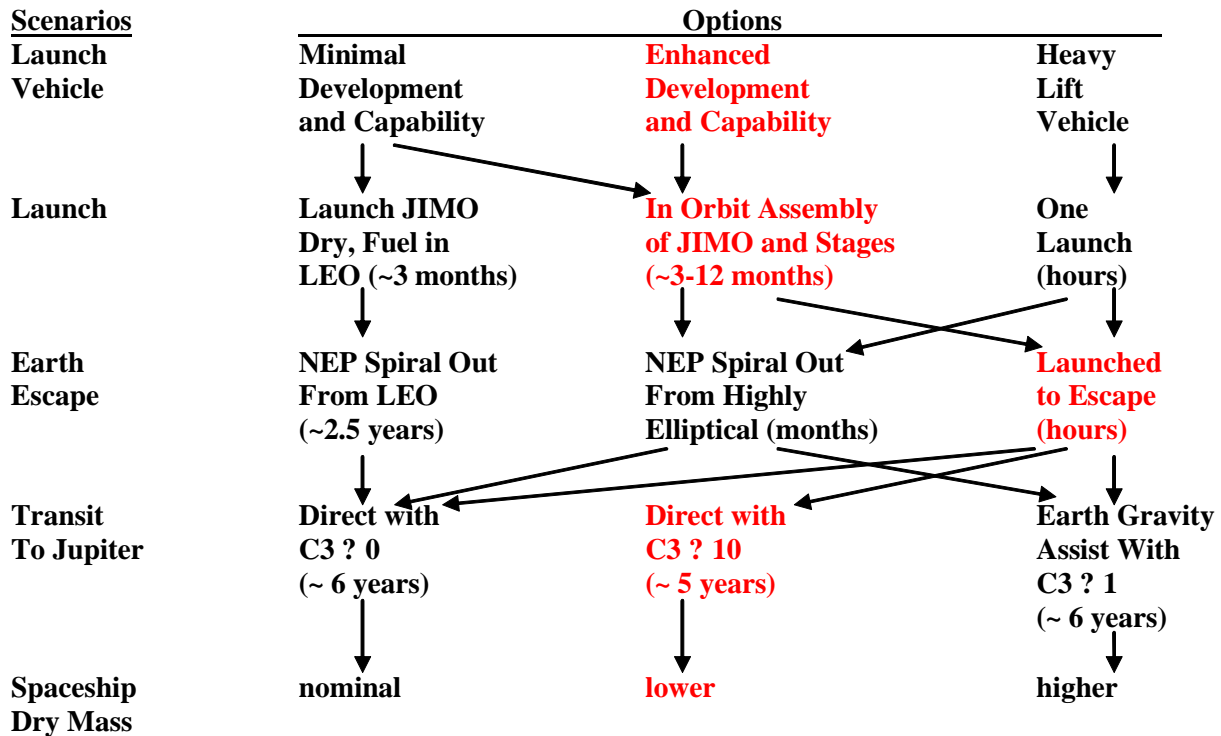 Scenarios Options
Launch Minimal Enhanced Heavy
Vehicle Development Development Lift
and Capability and Capability Vehicle
Launch Launch JIMO In Orbit Assembly One
Dry, Fuel in of JIMO and Stages Launch
LEO (~3 months) (~3-12 months) (hours)
Earth NEP Spiral Out NEP Spiral Out Launched
Escape From LEO From Highly to Escape
(~2.5 years) Elliptical (months) (hours)
Transit Direct with Direct with Earth Gravity
To Jupiter C3 ? 0 C3 ? 10 Assist With
(~ 6 years) (~ 5 years) C3 ? 1
(~ 6 years)
Spaceship nominal lower higher
Dry Mass